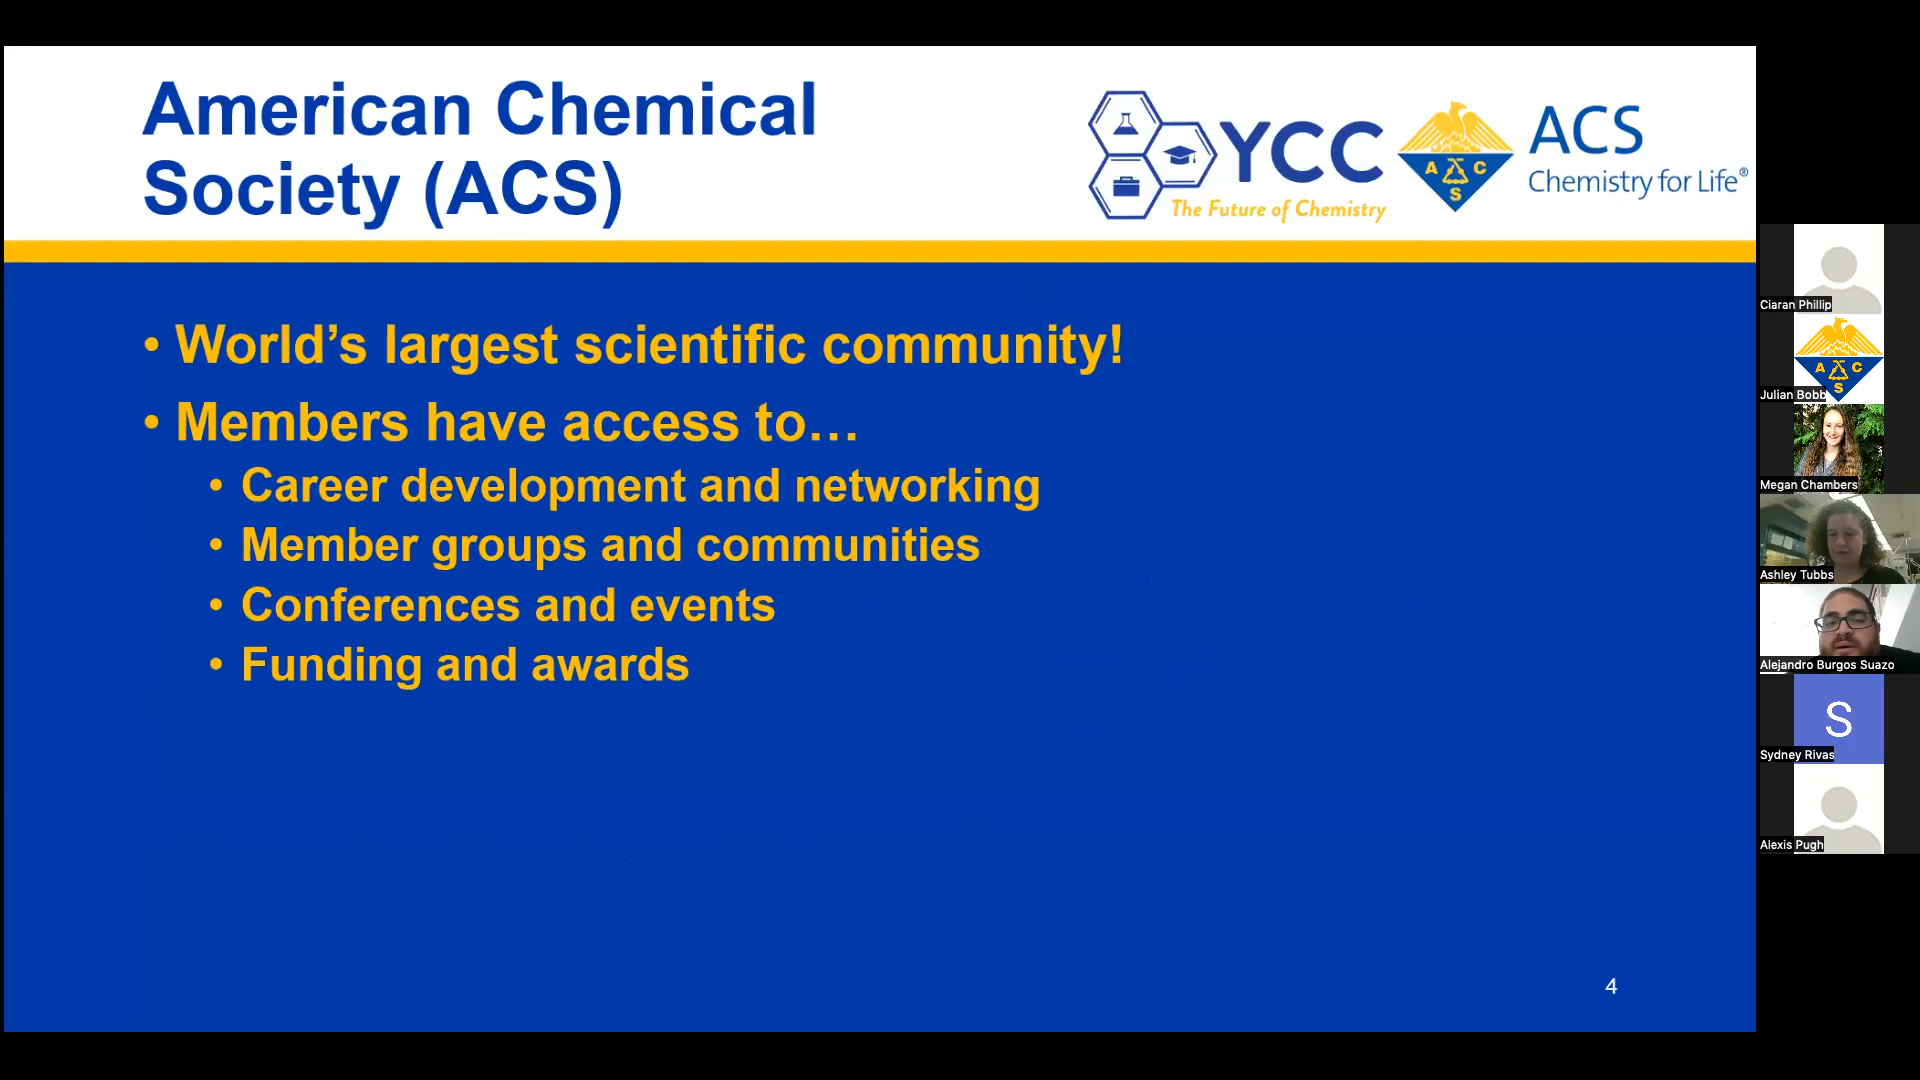 American Chemical
Society (ACS)
YCC
The Future of Chemistry
A C
S
ACS
Chemistry for Life®
• World’s largest scientific community!
• Members have access to…
• Career development and networking
• Member groups and communities
• Conferences and events
• Funding and awards
4
Ciaran Phillip
A C
S
Julian Bobb
Megan Chambers
Ashley Tubbs
Alejandro Burgos Suazo
S
Sydney Rivas
Alexis Pugh